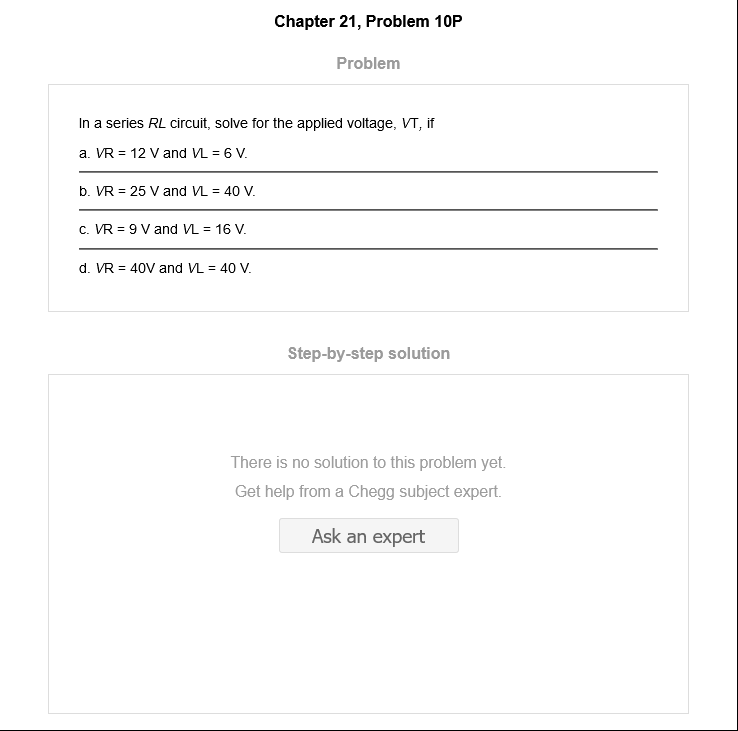 Chapter 21, Problem 10P
Problem
In a series RL circuit, solve for the applied voltage, VT, if
a. VR = 12 V and VL = 6 V.
b. VR = 25 V and VL = 40 V.
c. VR = 9 V and VL = 16 V.
d. VR = 40V and VL = 40 V.
Step-by-step solution
There is no solution to this problem yet.
Get help from a Chegg subject expert.
Ask an expert